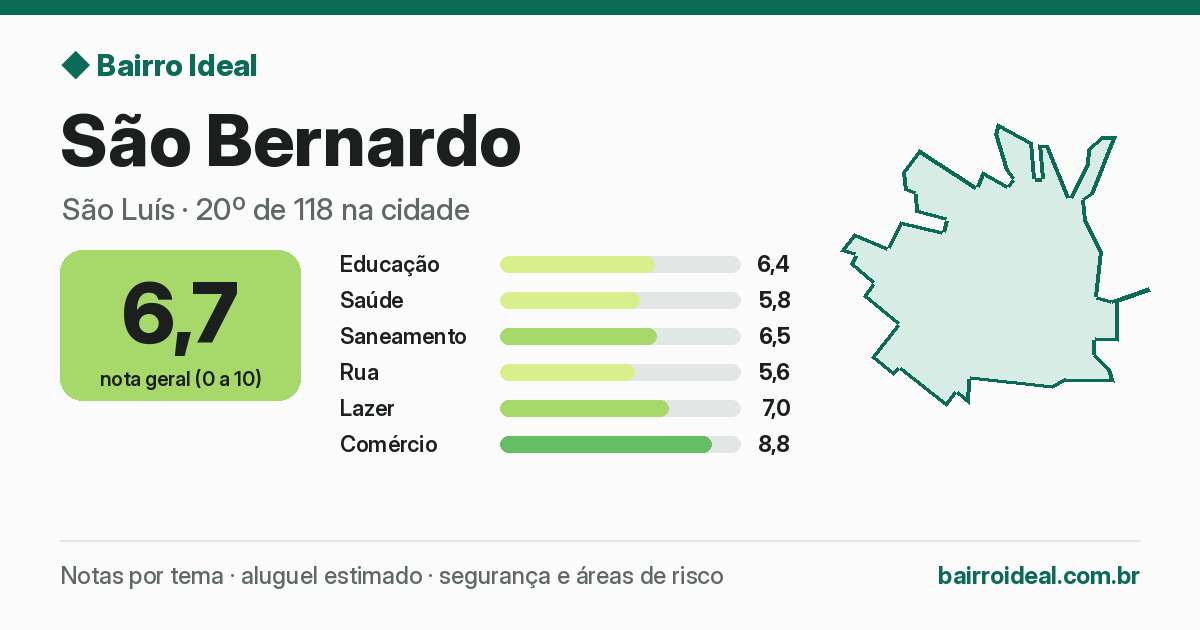 Bairro Ideal
São Bernardo
São Luís · 20º de 118 na cidade
6,7
nota geral (0 a 10)
Educação 6,4
Saúde 5,8
Saneamento 6,5
Rua 5,6
Lazer 7,0
Comércio 8,8
Notas por tema · aluguel estimado · segurança e áreas de risco
bairroideal.com.br